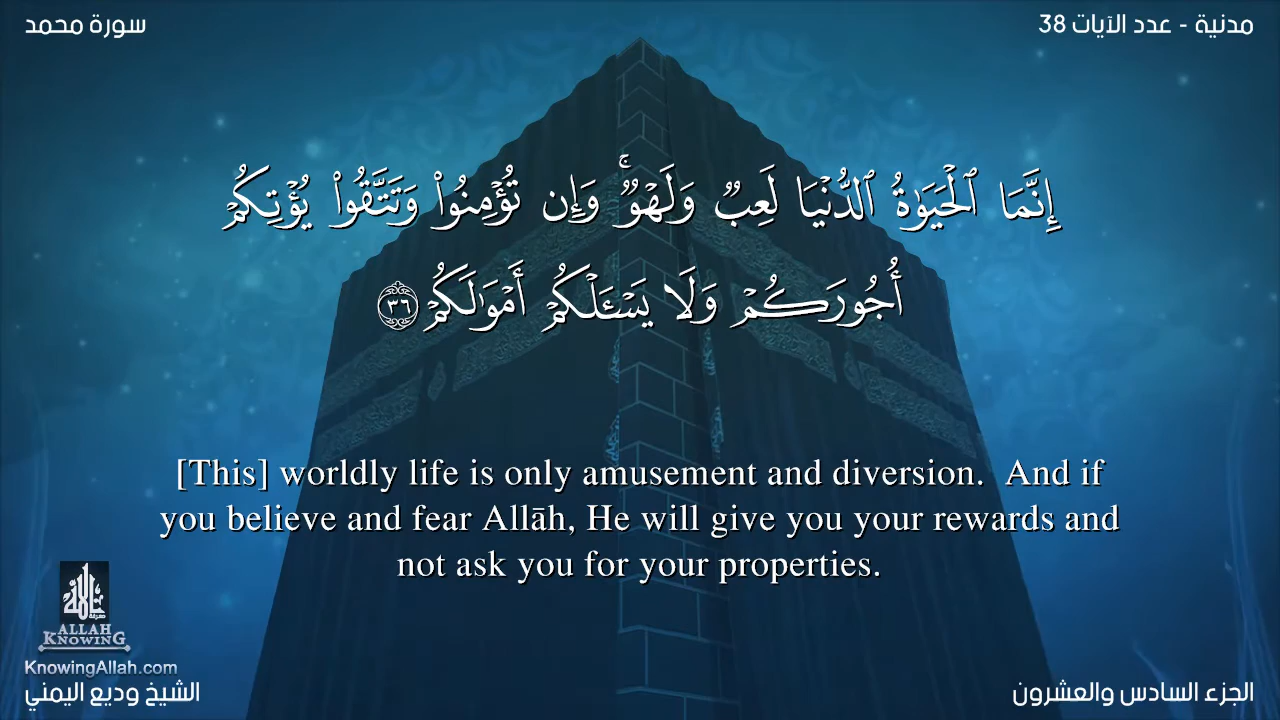 سورة محمد
مدنية - عدد الآيات 38
إِنَّمَا ٱلْحَيَوٰةُ ٱلدُّنْيَا لَعِبٌ وَلَهْوٌ ۚ وَإِن تُؤْمِنُوا۟ وَتَتَّقُوا۟ يُؤْتِكُمْ
أُجُورَكُمْ وَلَا يَسْـَٔلْكُمْ أَمْوَٰلَكُمْ ٣٦
[This] worldly life is only amusement and diversion. And if
you believe and fear Allāh, He will give you your rewards and
not ask you for your properties.
ALLAH
KNOWING
KnowingAllah.com
الشيخ وديع اليمني
الجزء السادس والعشرون